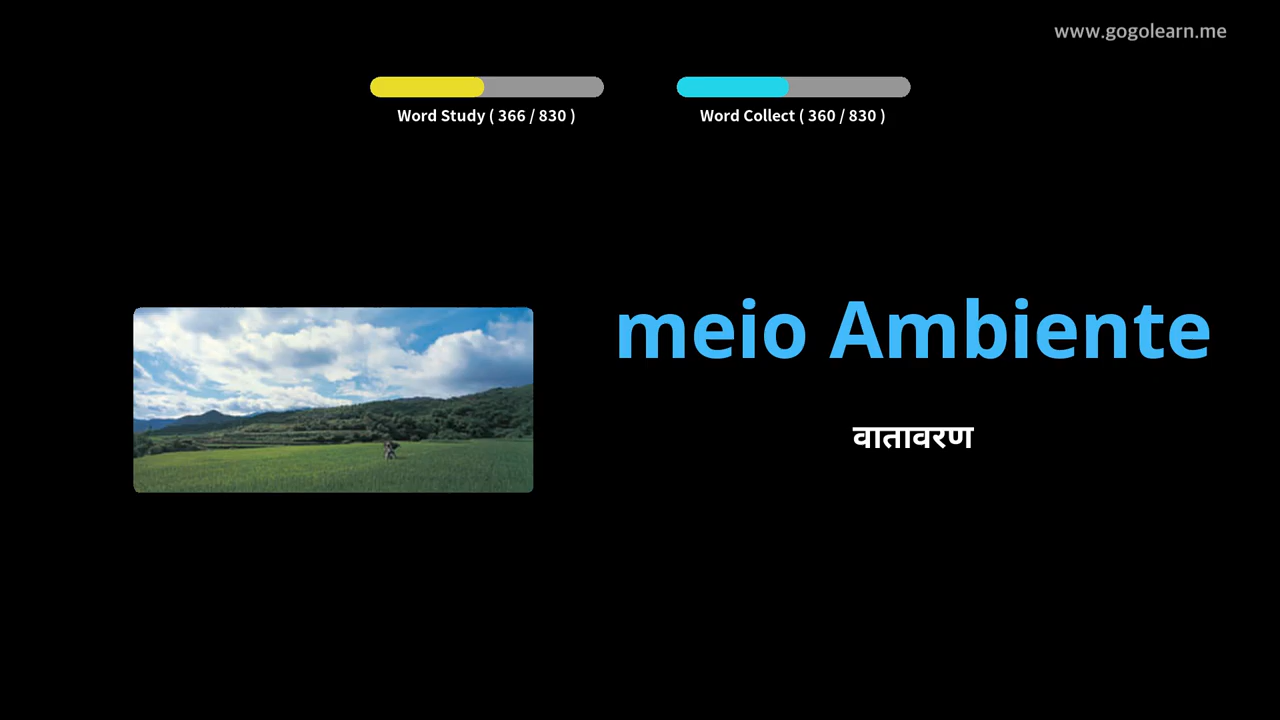 www.gogolearn.me
Word Study ( 366 / 830 )
Word Collect ( 360 / 830 )
meio Ambiente
वातावरण